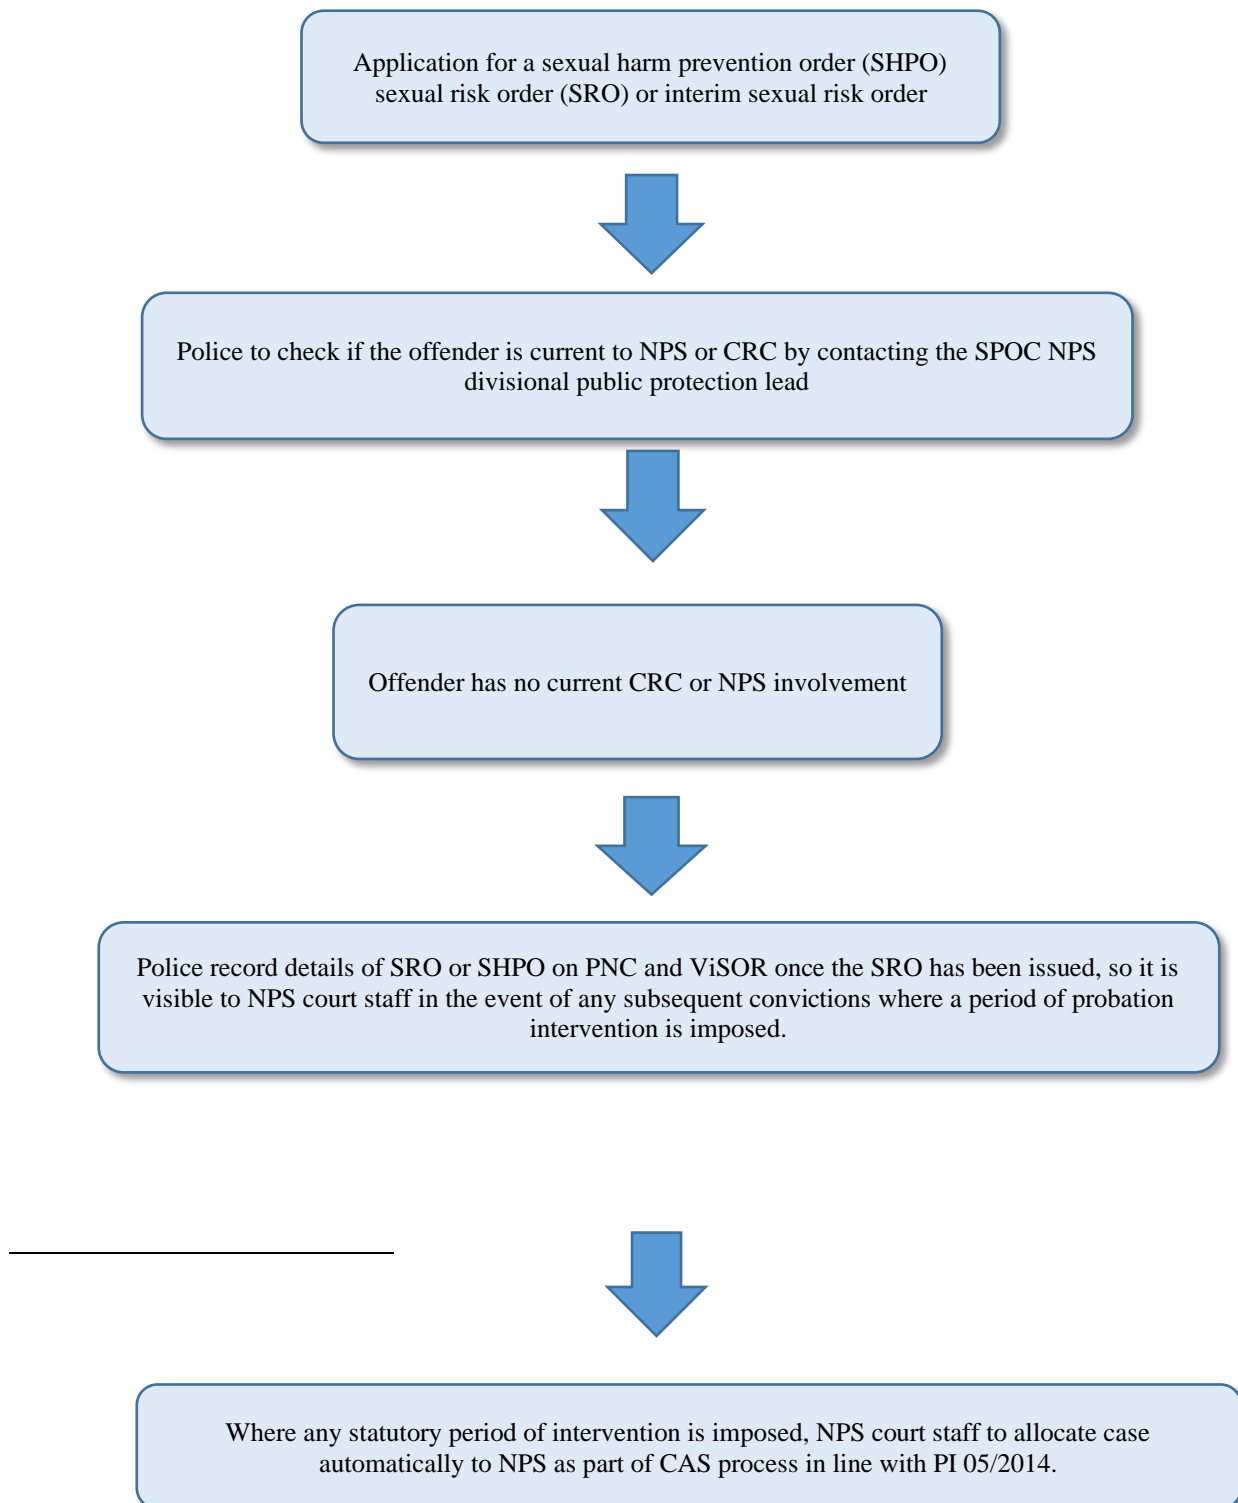 Application for a sexual harm prevention order (SHPO)
sexual risk order (SRO) or interim sexual risk order
Police to check if the offender is current to NPS or CRC by contacting the SPOC NPS
divisional public protection lead
Offender has no current CRC or NPS involvement
Police record details of SRO or SHPO on PNC and ViSOR once the SRO has been issued, so it is
visible to NPS court staff in the event of any subsequent convictions where a period of probation
intervention is imposed.
Where any statutory period of intervention is imposed, NPS court staff to allocate case
automatically to NPS as part of CAS process in line with PI 05/2014.